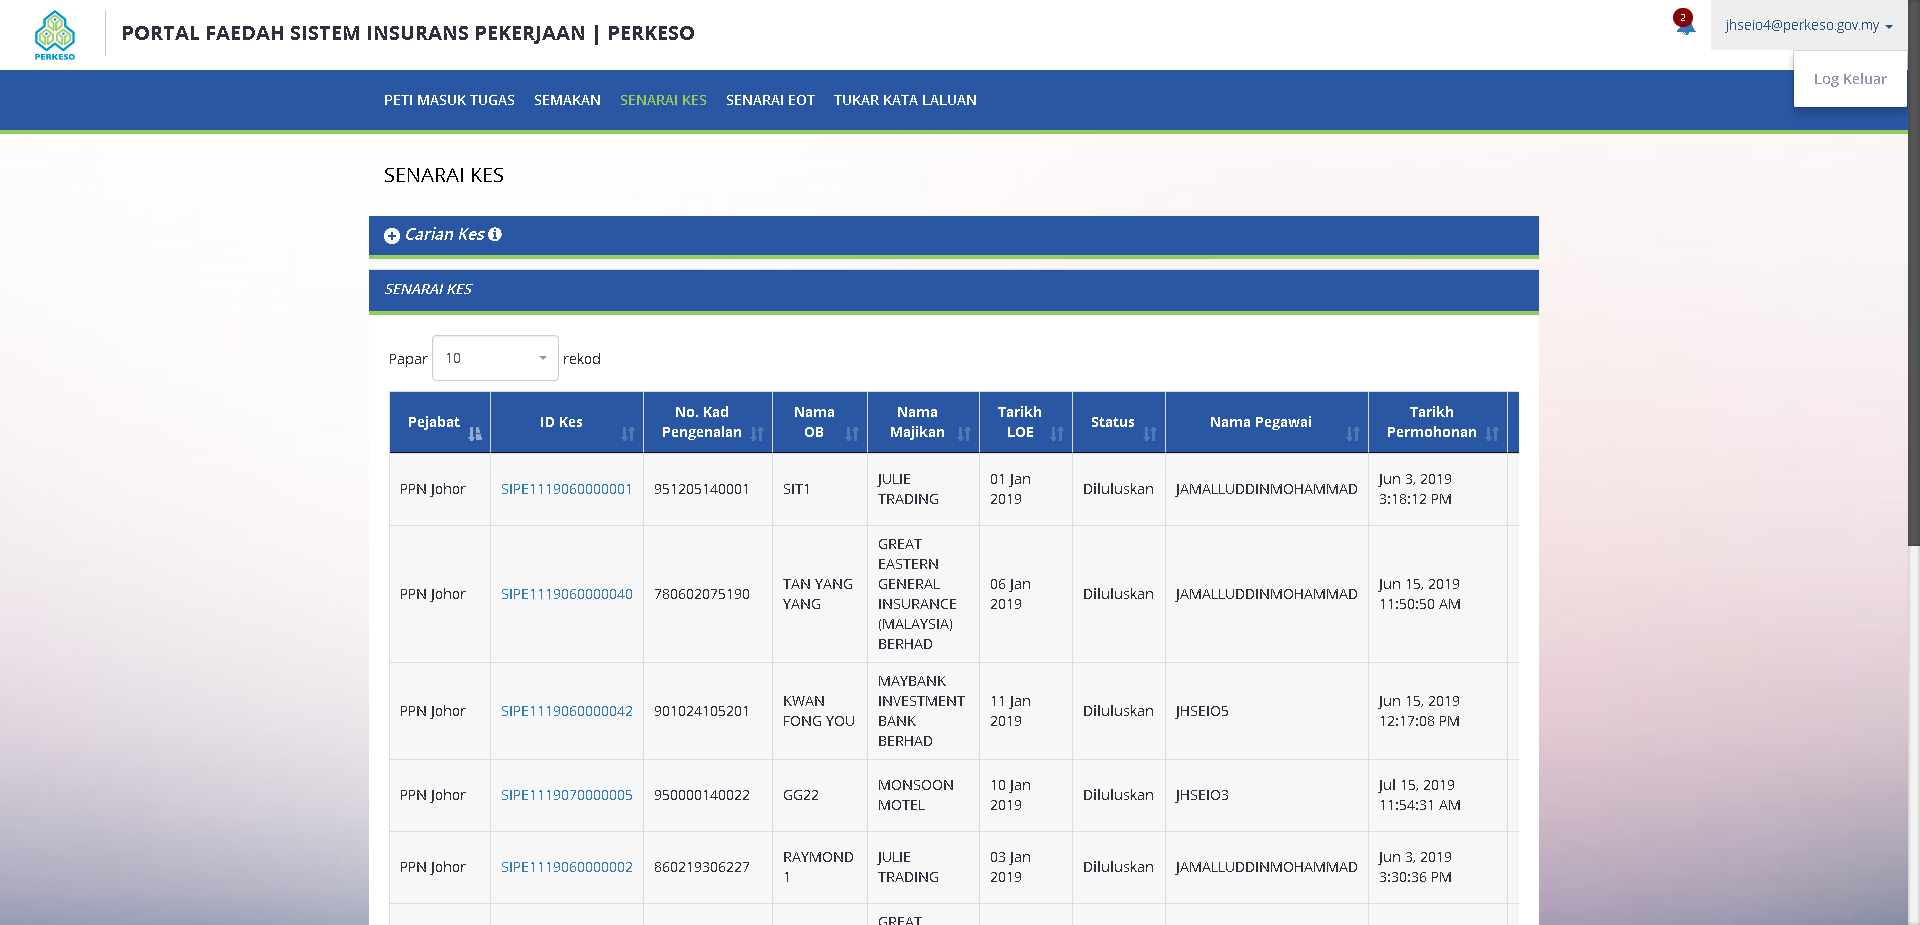 PERKESO
PORTAL FAEDAH SISTEM INSURANS PEKERJAAN | PERKESO
2
jhseio4@perkeso.gov.my
Log Keluar
PETI MASUK TUGAS SEMAKAN SENARAI KES SENARAI EOT TUKAR KATA LALUAN
SENARAI KES
Carian Kes
SENARAI KES
Papar 10 rekod
Pejabat ID Kes No. Kad Pengenalan Nama OB Nama Majikan Tarikh LOE Status Nama Pegawai Tarikh Permohonan
PPN Johor SIPE1119060000001 951205140001 SIT1 JULIE TRADING 01 Jan 2019 Diluluskan JAMALLUDDINMOHAMMAD Jun 3, 2019 3:18:12 PM
PPN Johor SIPE1119060000040 780602075190 TAN YANG YANG GREAT EASTERN GENERAL INSURANCE (MALAYSIA) BERHAD 06 Jan 2019 Diluluskan JAMALLUDDINMOHAMMAD Jun 15, 2019 11:50:50 AM
PPN Johor SIPE1119060000042 901024105201 KWAN FONG YOU MAYBANK INVESTMENT BANK BERHAD 11 Jan 2019 Diluluskan JHSEIO5 Jun 15, 2019 12:17:08 PM
PPN Johor SIPE1119070000005 950000140022 GG22 MONSOON MOTEL 10 Jan 2019 Diluluskan JHSEIO3 Jul 15, 2019 11:54:31 AM
PPN Johor SIPE1119060000002 860219306227 RAYMOND 1 JULIE TRADING 03 Jan 2019 Diluluskan JAMALLUDDINMOHAMMAD Jun 3, 2019 3:30:36 PM
GREAT